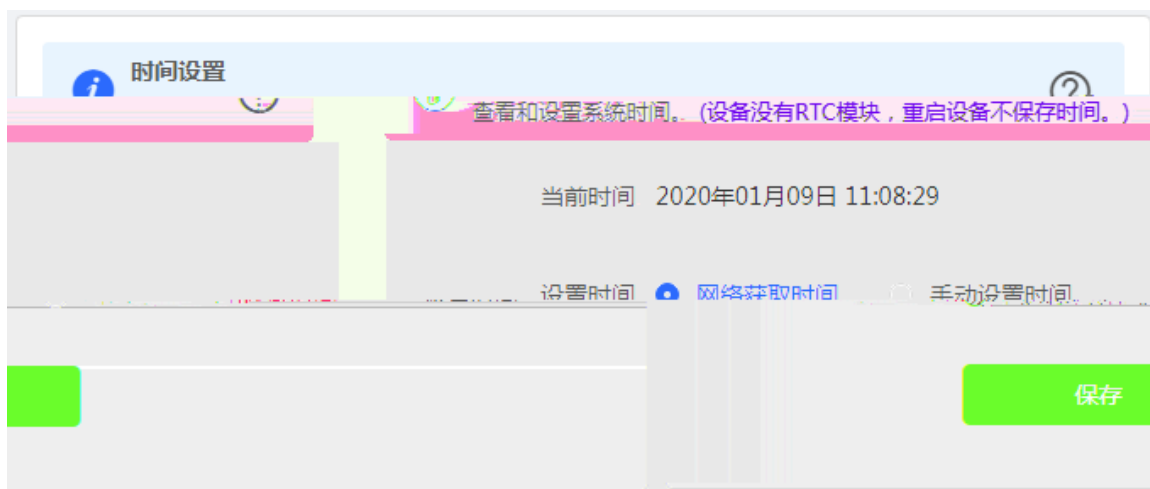 时间设置
查看和设置系统时间。(设备没有RTC模块，重启设备不保存时间。)
当前时间 2020年01月09日 11:08:29
设置时间 网络获取时间 手动设置时间
保存